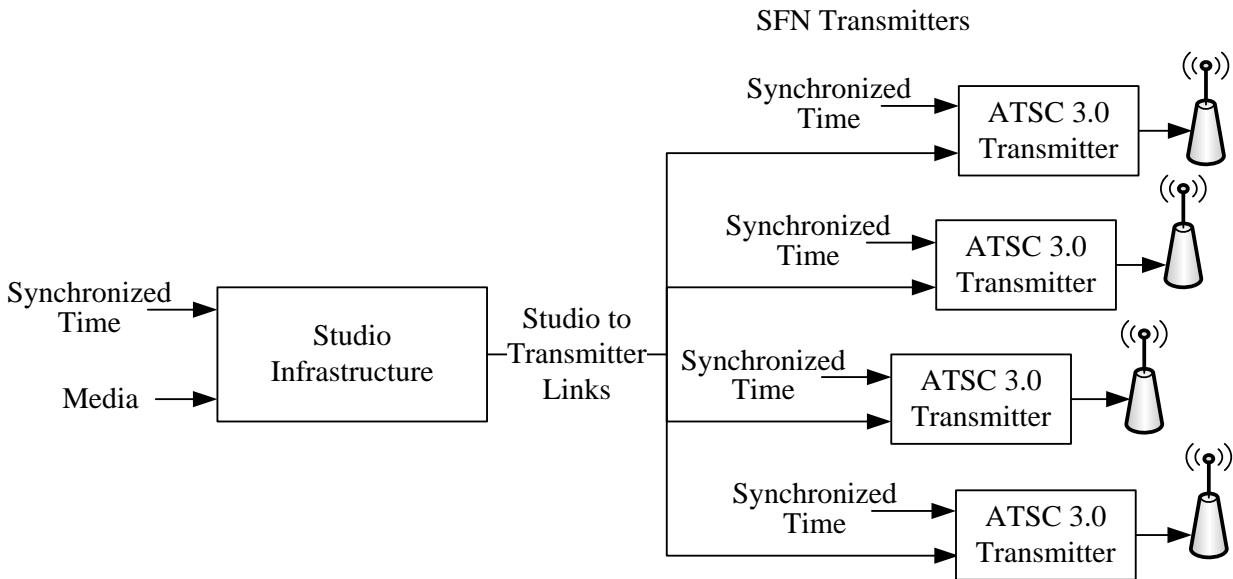 SFN Transmitters
Synchronized
Time
ATSC 3.0
Transmitter
Synchronized
Time
ATSC 3.0
Transmitter
Synchronized
Time
Media
Studio
Infrastructure
Studio to
Transmitter
Links
Synchronized
Time
ATSC 3.0
Transmitter
Synchronized
Time
ATSC 3.0
Transmitter